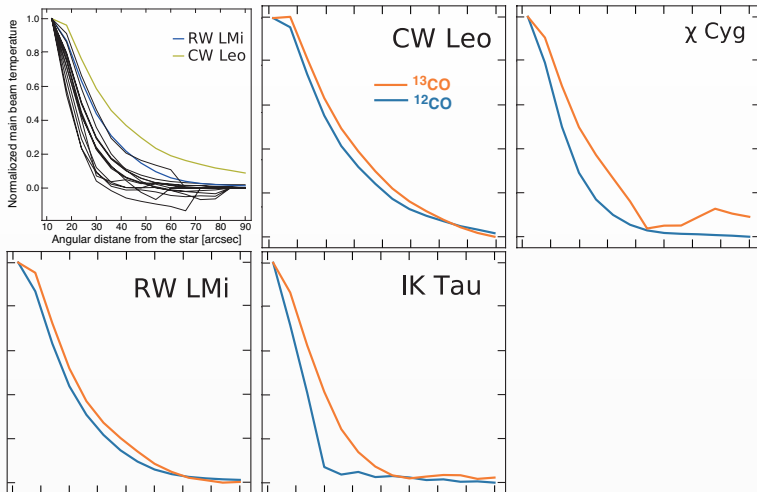 Normaliozed main beam temperature
1.0
0.8
0.6
0.4
0.2
0.0
RW LMi
CW Leo
10 20 30 40 50 60 70 80 90
Angular distane from the star [arcsec]
CW Leo
¹³CO
¹²CO
χ Cyg
RW LMi
IK Tau